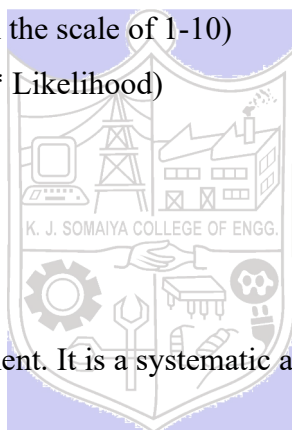 the scale of 1-10)
Likelihood)
K. J. SOMAIYA COLLEGE OF ENGG.
ent. It is a systematic a